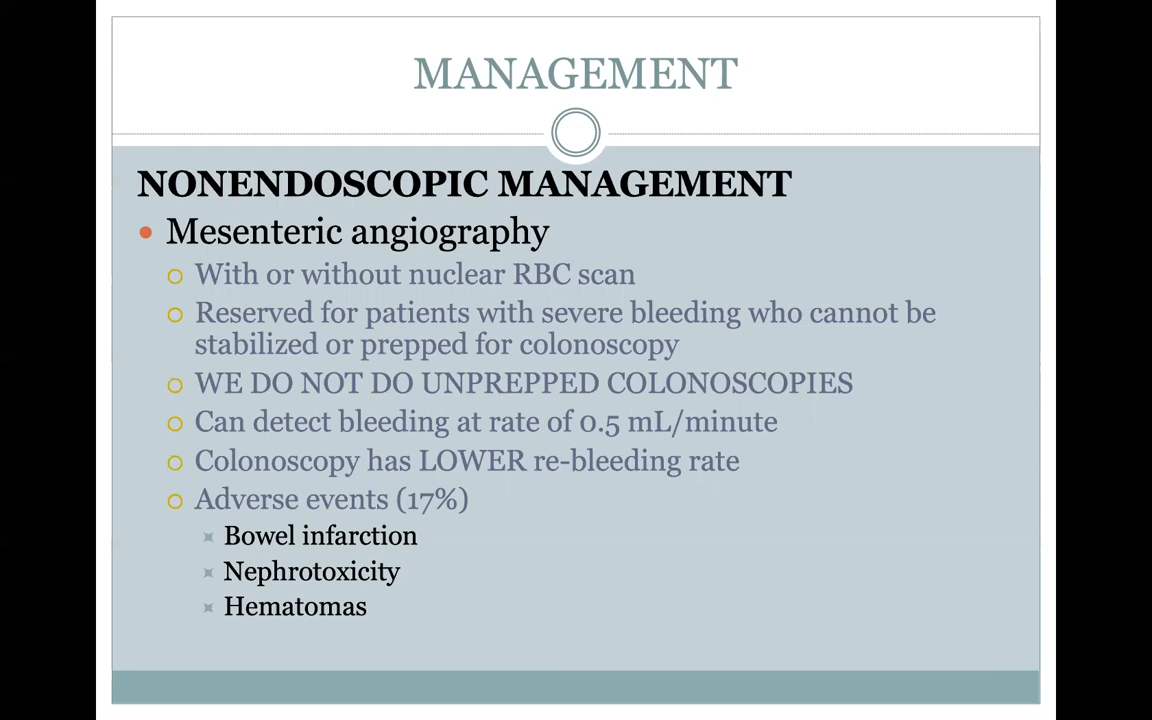 MANAGEMENT
NONENDOSCOPIC MANAGEMENT
Mesenteric angiography
With or without nuclear RBC scan
Reserved for patients with severe bleeding who cannot be
stabilized or prepped for colonoscopy
WE DO NOT DO UNPREPPED COLONOSCOPIES
Can detect bleeding at rate of 0.5 mL/minute
Colonoscopy has LOWER re-bleeding rate
Adverse events (17%)
Bowel infarction
Nephrotoxicity
Hematomas